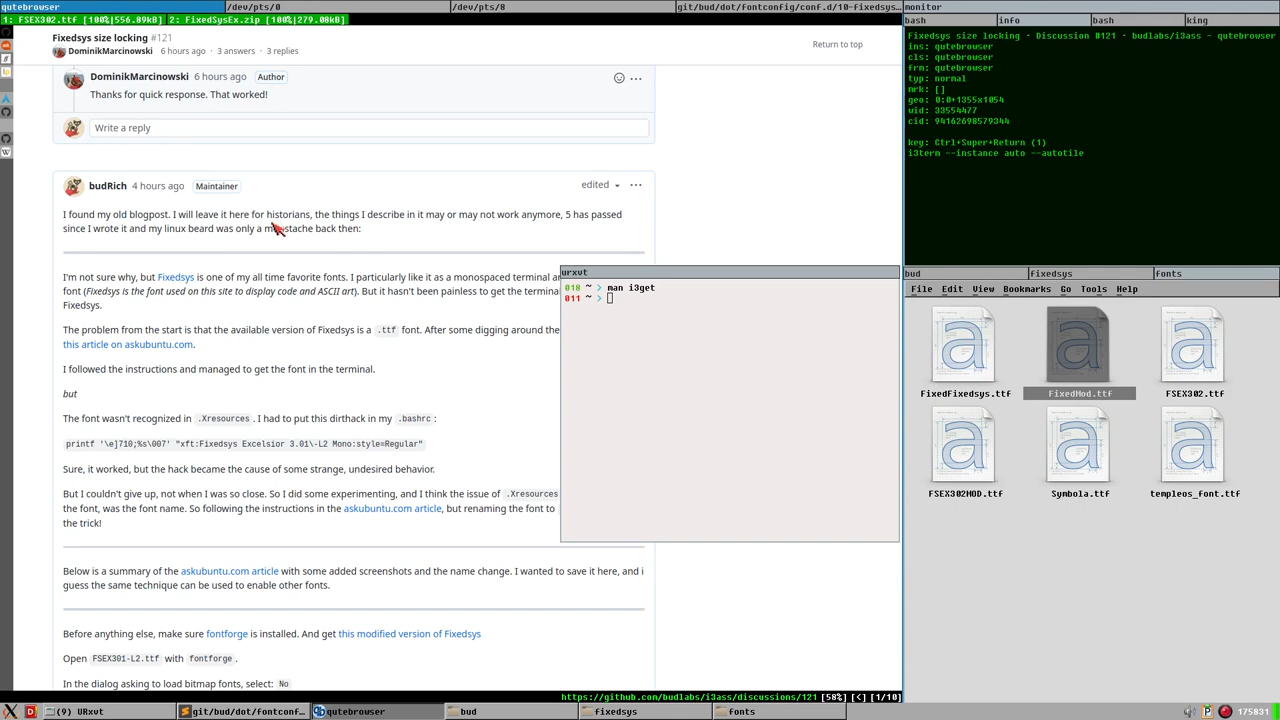 qutebrowser
/dev/pts/0
/dev/pts/8
git/bud/dot/fontconfig/conf.d/10-fixedsys…
monitor
1: FSEX302.ttf [100%|556.89kB]
2: FixedSysEx.zip [100%|279.08kB]
bash
info
bash
king
Fixedsys size locking #121
DominikMarcinowski 6 hours ago · 3 answers · 3 replies
Return to top
DominikMarcinowski 6 hours ago Author
Thanks for quick response. That worked!
Write a reply
budRich 4 hours ago Maintainer
edited
I found my old blogpost. I will leave it here for historians, the things I describe in it may or may not work anymore, 5 has passed
since I wrote it and my linux beard was only a moustache back then:
I'm not sure why, but Fixedsys is one of my all time favorite fonts. I particularly like it as a monospaced terminal
font (Fixedsys is the font used on this site to display code and ASCII art). But it hasn't been painless to get the terminal
Fixedsys.
The problem from the start is that the available version of Fixedsys is a .ttf font. After some digging around the
this article on askubuntu.com.
I followed the instructions and managed to get the font in the terminal.
but
The font wasn't recognized in .Xresources . I had to put this dirthack in my .bashrc :
printf '\e]710;%s\007' "xft:Fixedsys Excelsior 3.01\-L2 Mono:style=Regular"
Sure, it worked, but the hack became the cause of some strange, undesired behavior.
But I couldn't give up, not when I was so close. So I did some experimenting, and I think the issue of .Xresources
the font, was the font name. So following the instructions in the askubuntu.com article, but renaming the font to
the trick!
Below is a summary of the askubuntu.com article with some added screenshots and the name change. I wanted to save it here, and i
guess the same technique can be used to enable other fonts.
Before anything else, make sure fontforge is installed. And get this modified version of Fixedsys
Open FSEX301-L2.ttf with fontforge .
In the dialog asking to load bitmap fonts, select: No
https://github.com/budlabs/i3ass/discussions/121 [58%] [<] [1/10]
urxvt
018 ~ > man i3get
011 ~ >
Fixedsys size locking · Discussion #121 · budlabs/i3ass - qutebrowser
ins: qutebrowser
cls: qutebrowser
frm: qutebrowser
typ: normal
mrk: []
geo: 0:0+1355x1054
wid: 33554477
cid: 94162698579344
key: Ctrl+Super+Return (1)
i3term --instance auto --autotile
bud
fixedsys
fonts
File Edit View Bookmarks Go Tools Help
FixedFixedsys.ttf
FixedMod.ttf
FSEX302.ttf
FSEX302MOD.ttf
Symbola.ttf
templeos_font.ttf
(9) URxvt
git/bud/dot/fontconf…
qutebrowser
bud
fixedsys
fonts
175831